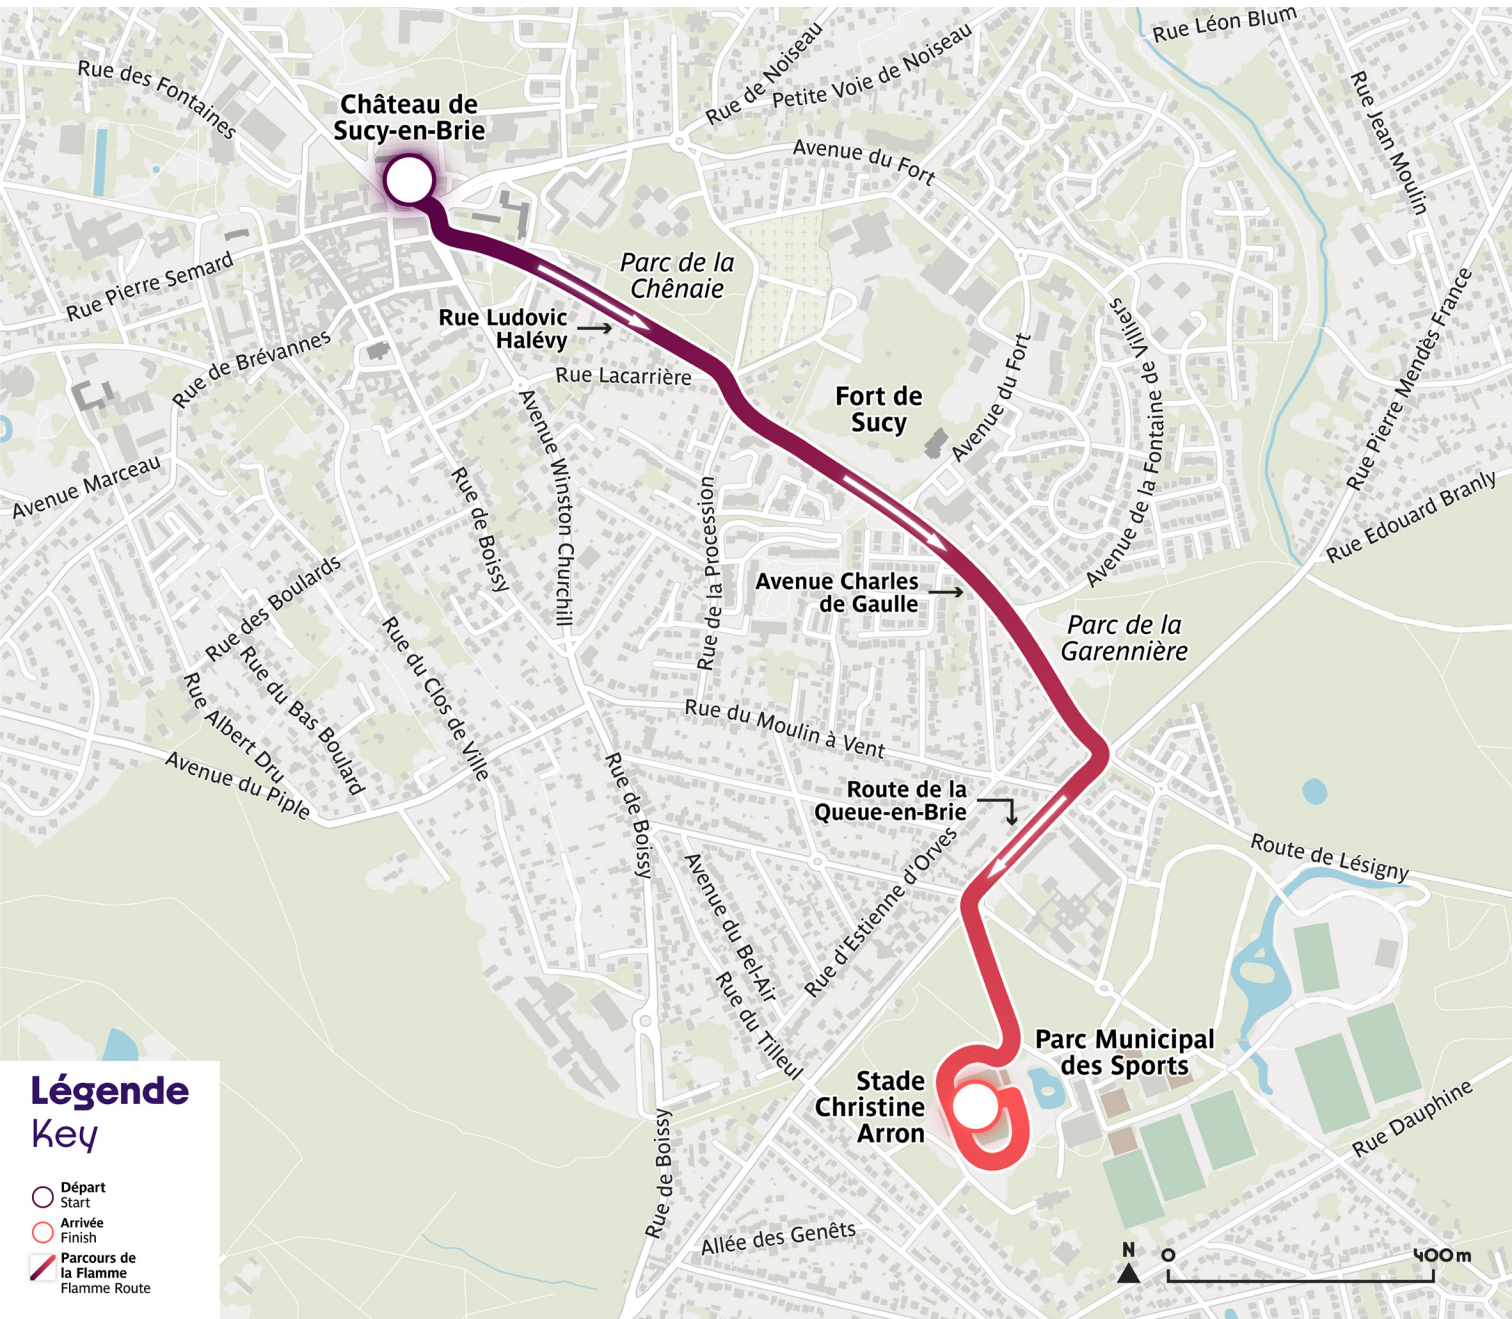 Rue Léon Blum
Rue de Noiseau
Petite Voie de Noiseau
Rue des Fontaines
Château de
Sucy-en-Brie
Rue Jean Moulin
Avenue du Fort
Parc de la
Chênaie
Rue Pierre Semard
Rue Ludovic
Halévy
Rue de Brévannes
Rue Lacarrière
Avenue de la Fontaine de Villiers
Rue Pierre Mendès France
Fort de
Sucy
Avenue du Fort
Avenue Marceau
Avenue Winston Churchill
Rue de Boissy
Rue de la Procession
Rue Edouard Branly
Avenue Charles
de Gaulle
Rue des Boulards
Parc de la
Garennière
Rue du Clos de Ville
Rue du Bas Boulard
Rue Albert Dru
Rue du Moulin à Vent
Avenue du Piple
Rue de Boissy
Route de la
Queue-en-Brie
Route de Lésigny
Rue d'Estienne d'Orves
Avenue du Bel-Air
Rue du Tilleul
Parc Municipal
des Sports
Stade
Christine
Arron
Rue Dauphine
Rue de Boissy
Allée des Genêts
Légende
Key
Départ
Start
Arrivée
Finish
Parcours de
la Flamme
Flamme Route
N
0
400m